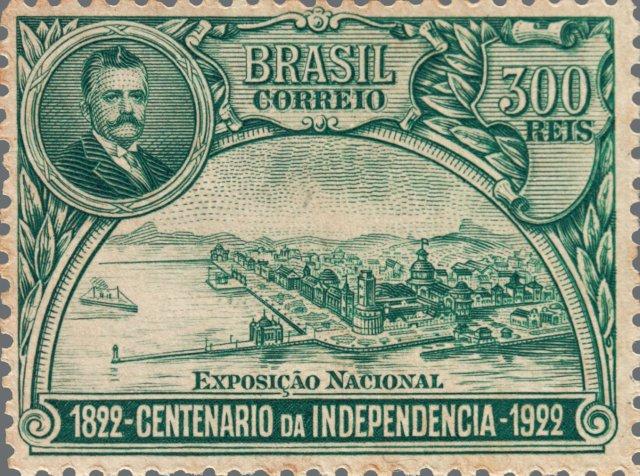 BRASIL
CORREIO
300
REIS
EXPOSIÇÃO NACIONAL
1822-CENTENARIO DA INDEPENDENCIA-1922